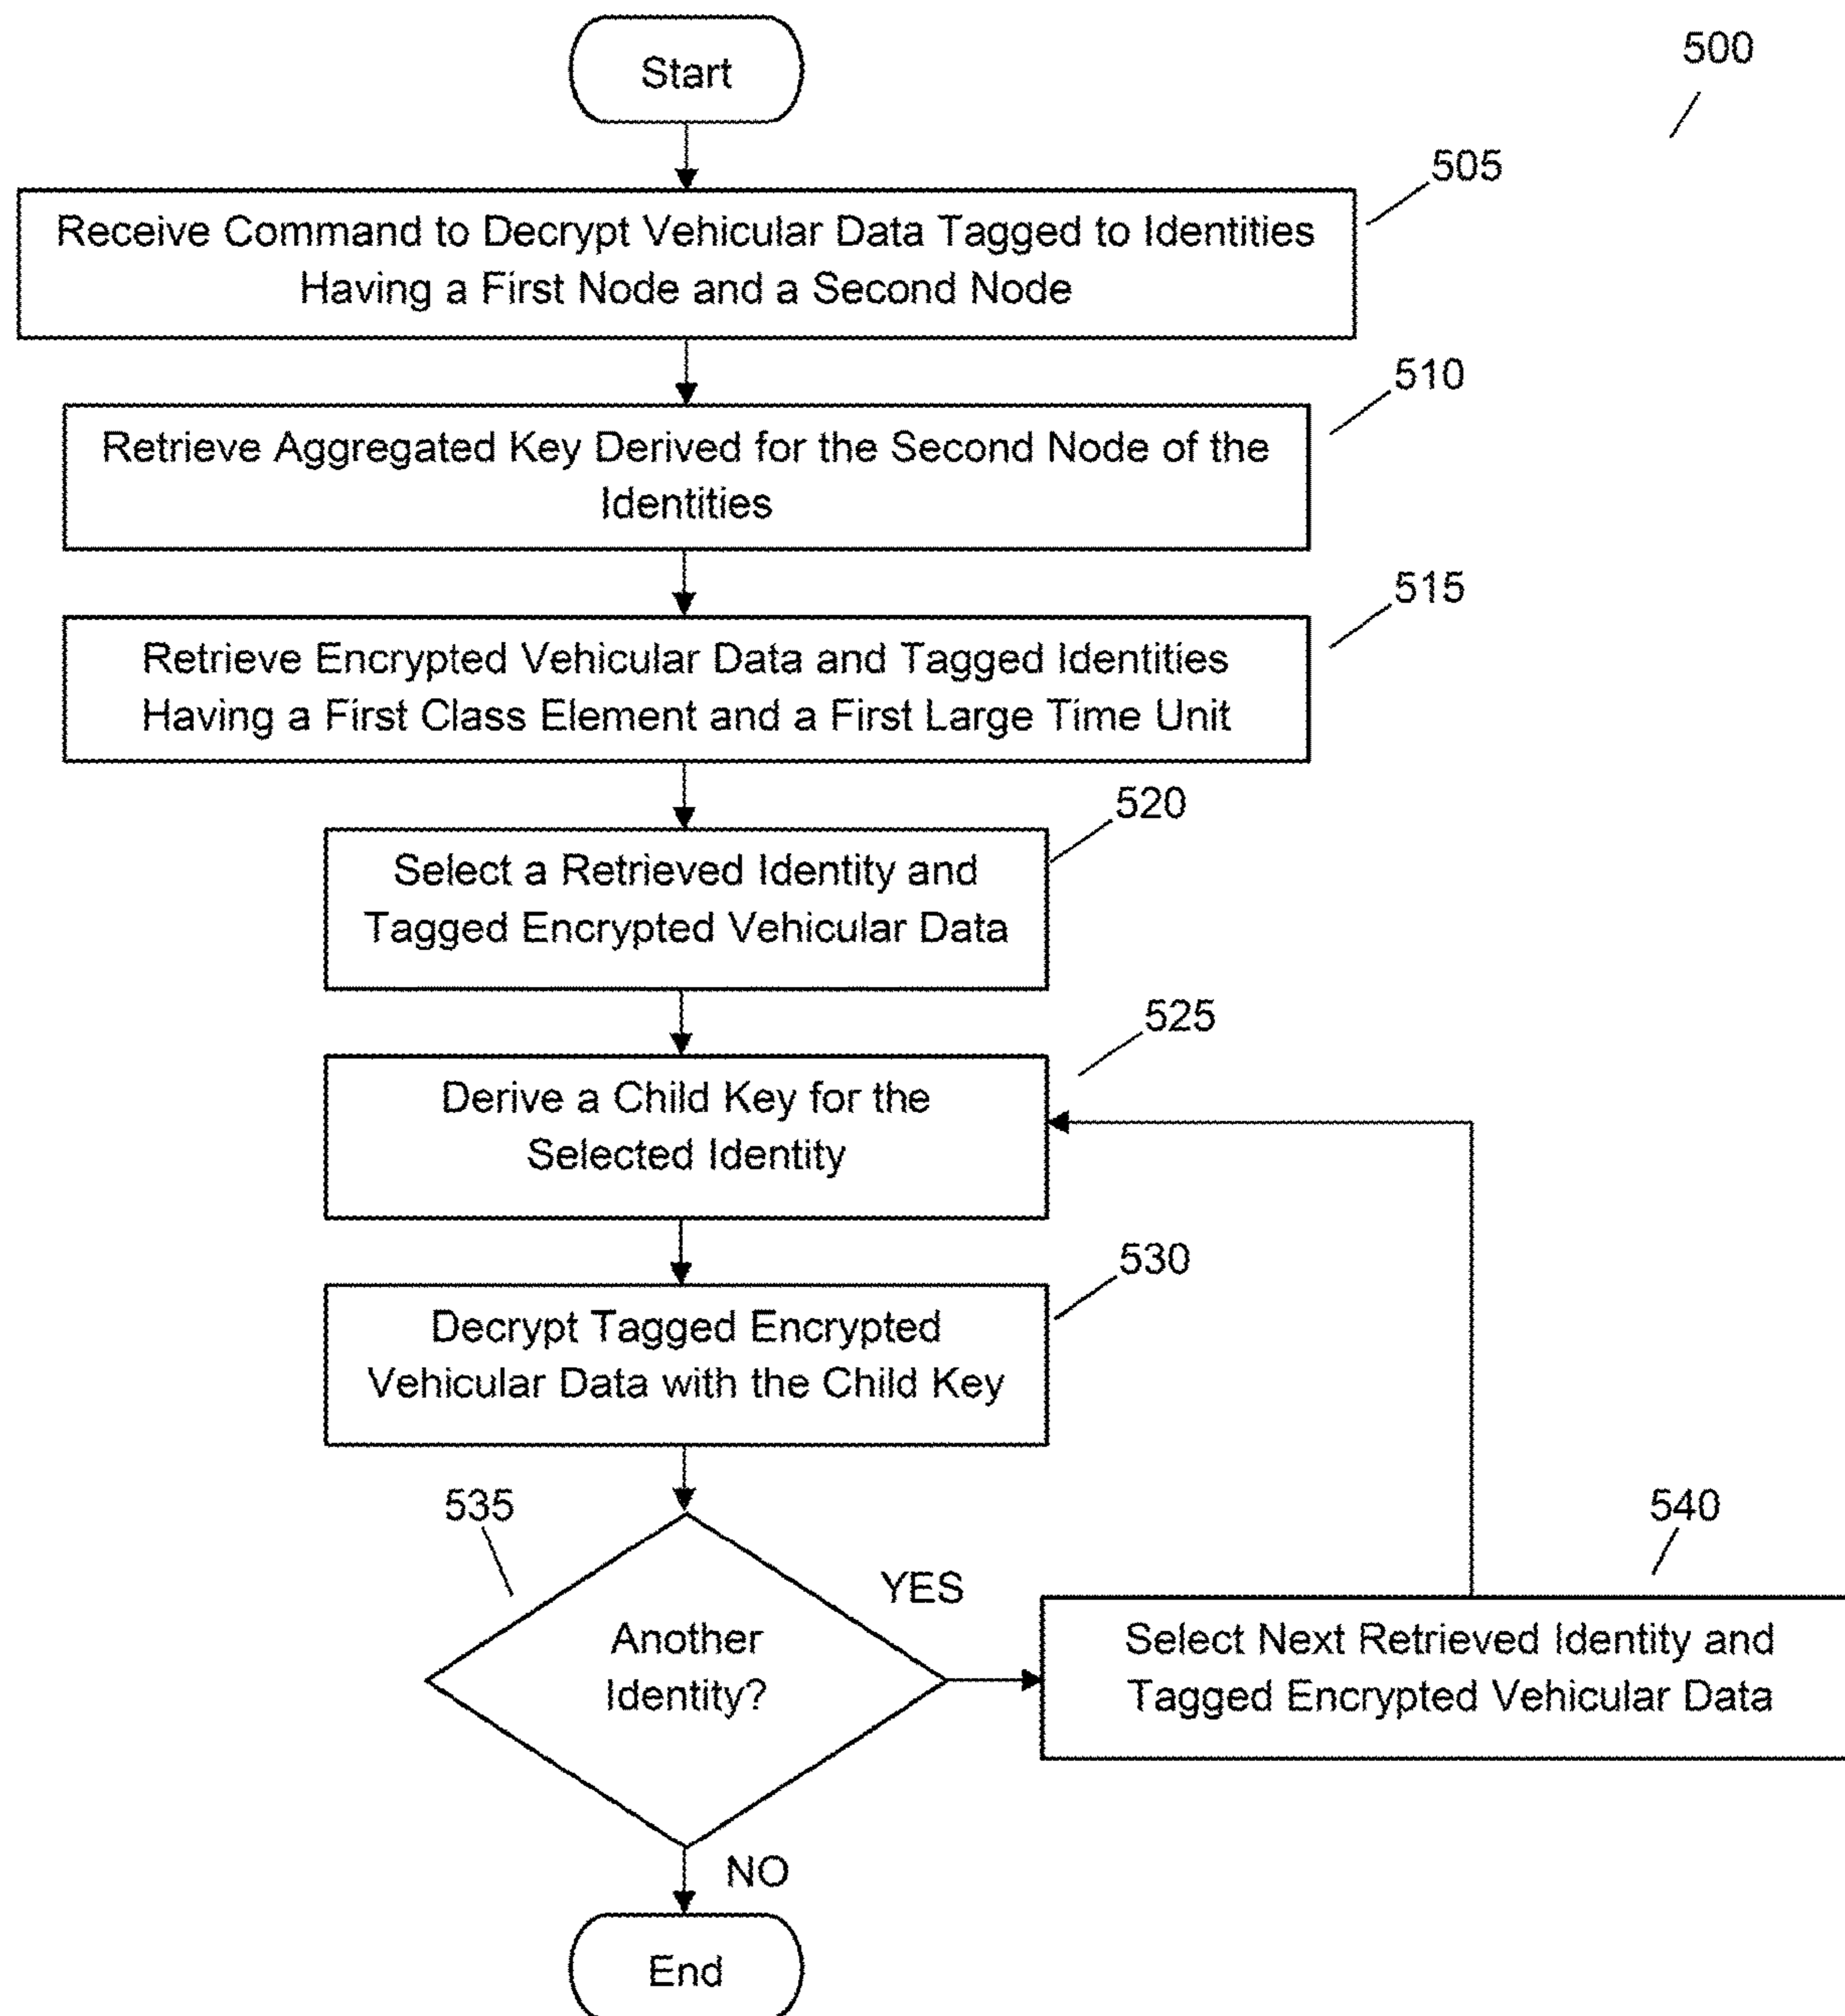 Start
500
505
Receive Command to Decrypt Vehicular Data Tagged to Identities
Having a First Node and a Second Node
510
Retrieve Aggregated Key Derived for the Second Node of the
Identities
515
Retrieve Encrypted Vehicular Data and Tagged Identities
Having a First Class Element and a First Large Time Unit
520
Select a Retrieved Identity and
Tagged Encrypted Vehicular Data
525
Derive a Child Key for the
Selected Identity
530
Decrypt Tagged Encrypted
Vehicular Data with the Child Key
535
Another
Identity?
YES
540
Select Next Retrieved Identity and
Tagged Encrypted Vehicular Data
NO
End